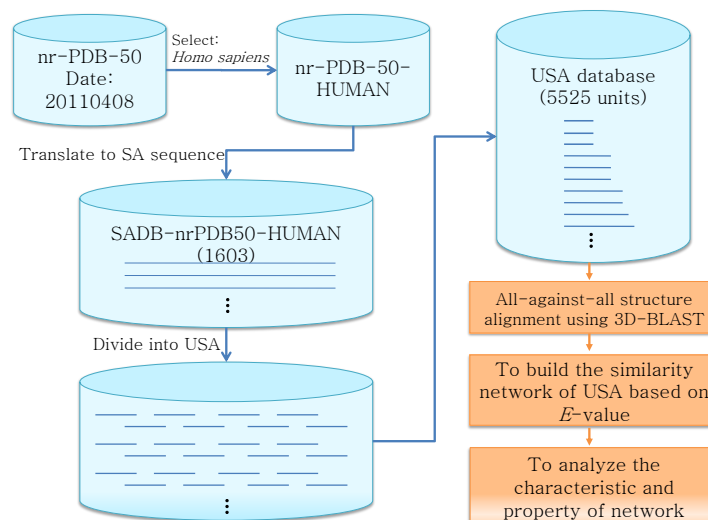 nr-PDB-50
Date:
20110408
Select:
Homo sapiens
nr-PDB-50-
HUMAN
Translate to SA sequence
SADB-nrPDB50-HUMAN
(1603)
⋮
Divide into USA
⋮
USA database
(5525 units)
⋮
All-against-all structure
alignment using 3D-BLAST
To build the similarity
network of USA based on
E-value
To analyze the
characteristic and
property of network